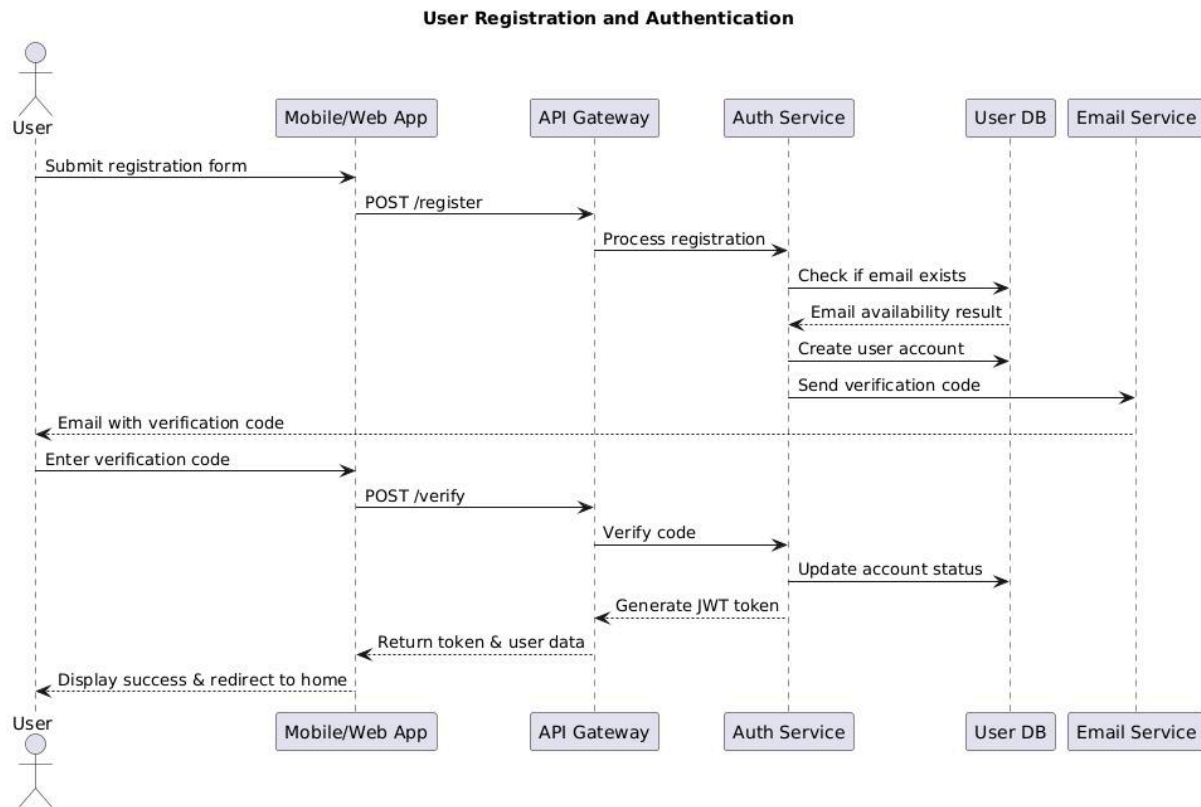 User Registration and Authentication
User
Mobile/Web App
API Gateway
Auth Service
User DB
Email Service
Submit registration form
POST /register
Process registration
Check if email exists
Email availability result
Create user account
Send verification code
Email with verification code
Enter verification code
POST /verify
Verify code
Update account status
Generate JWT token
Return token & user data
Display success & redirect to home
User
Mobile/Web App
API Gateway
Auth Service
User DB
Email Service